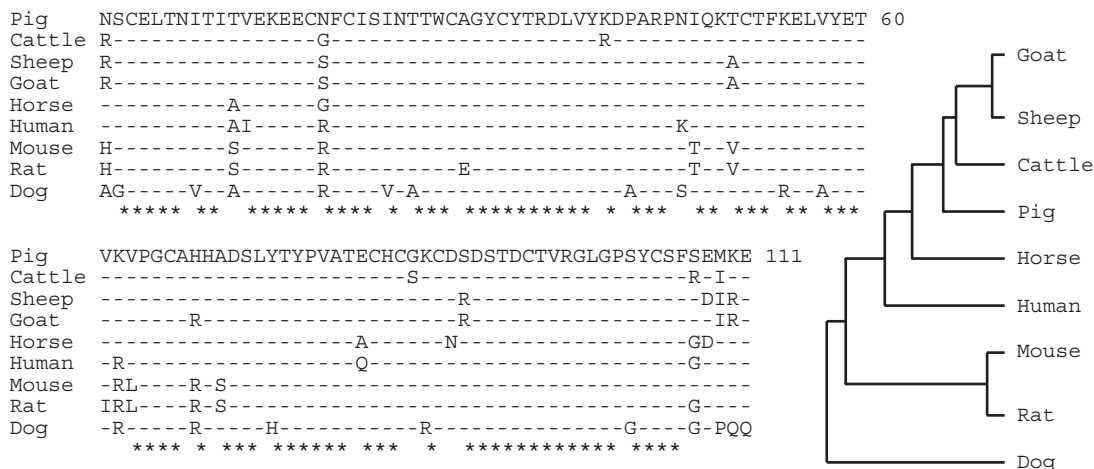 Pig NSCELTNITITVEKEECNFCISINTTWCAGYCYTRDLVYKDPARPNIQKTCTFKELVYET 60
Cattle R----------------G---------------------R--------------------
Sheep R----------------S-------------------------------A----------
Goat R----------------S-------------------------------A----------
Horse ----------A------G------------------------------------------
Human ----------AI-----R---------------------------K--------------
Mouse H---------S------R----------------------------T--V----------
Rat H---------S------R----------E-----------------T--V----------
Dog AG-----V--A------R----V-A----------------A---S-------R--A---
***** ** ***** **** * *** ********** * *** ** *** ** ***
Pig VKVPGCAHHADSLYTYPVATECHCGKCDSDSTDCTVRGLGPSYCSFSEMKE 111
Cattle ------------------------S---------------------R-I--
Sheep ----------------------------R------------------DIR-
Goat -------R--------------------R-------------------IR-
Horse --------------------A------N------------------GD---
Human -R------------------Q-------------------------G----
Mouse -RL----R-S-----------------------------------------
Rat IRL----R-S------------------------------------G----
Dog -R-----R-----H-----------R---------------P----G-PQQ
**** * *** ****** *** * *********** ****
Goat
Sheep
Cattle
Pig
Horse
Human
Mouse
Rat
Dog